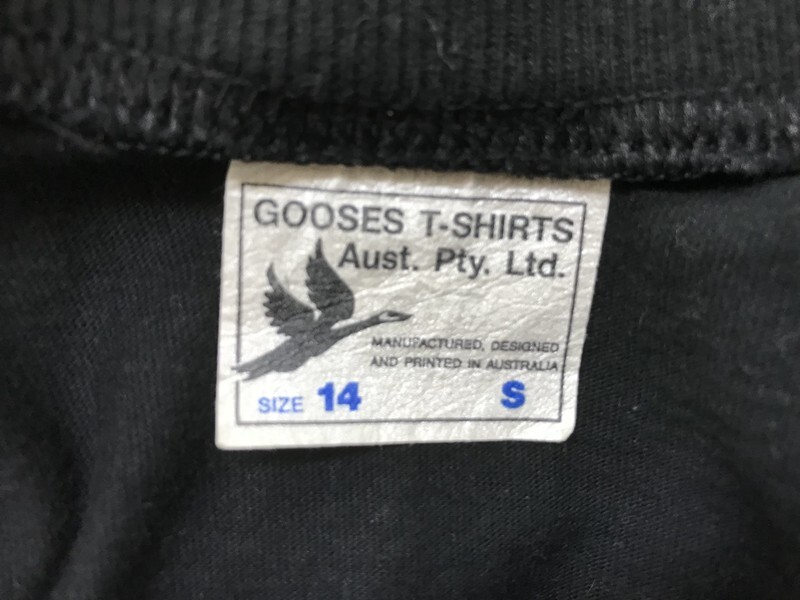 GOOSES T-SHIRTS
Aust. Pty. Ltd.
MANUFACTURED, DESIGNED
AND PRINTED IN AUSTRALIA
SIZE 14 S